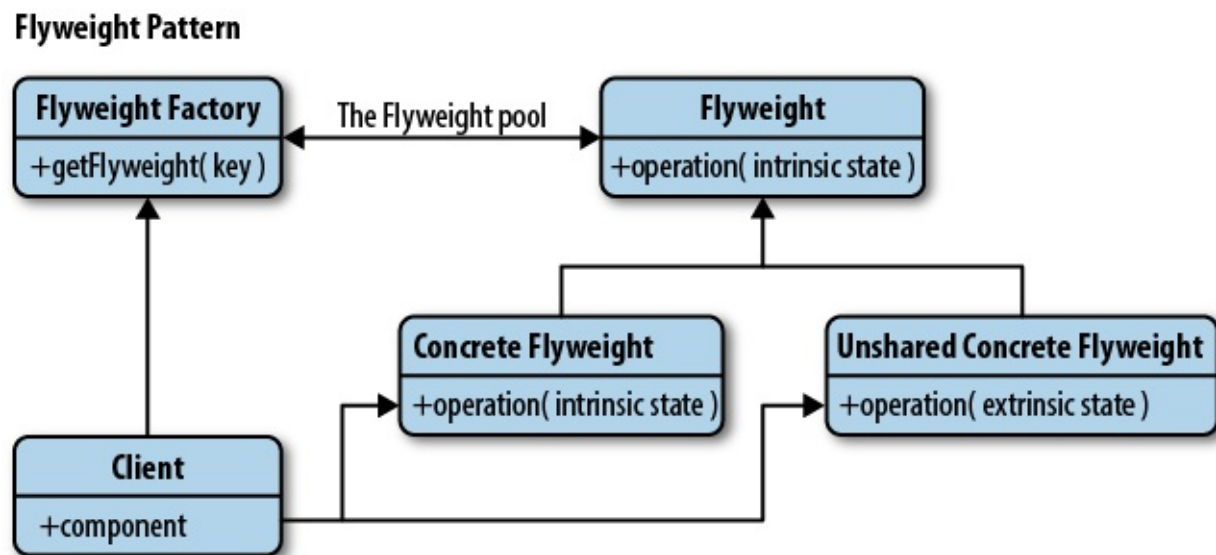 Flyweight Pattern
Flyweight Factory
+getFlyweight( key )
The Flyweight pool
Flyweight
+operation( intrinsic state )
Concrete Flyweight
+operation( intrinsic state )
Unshared Concrete Flyweight
+operation( extrinsic state )
Client
+component